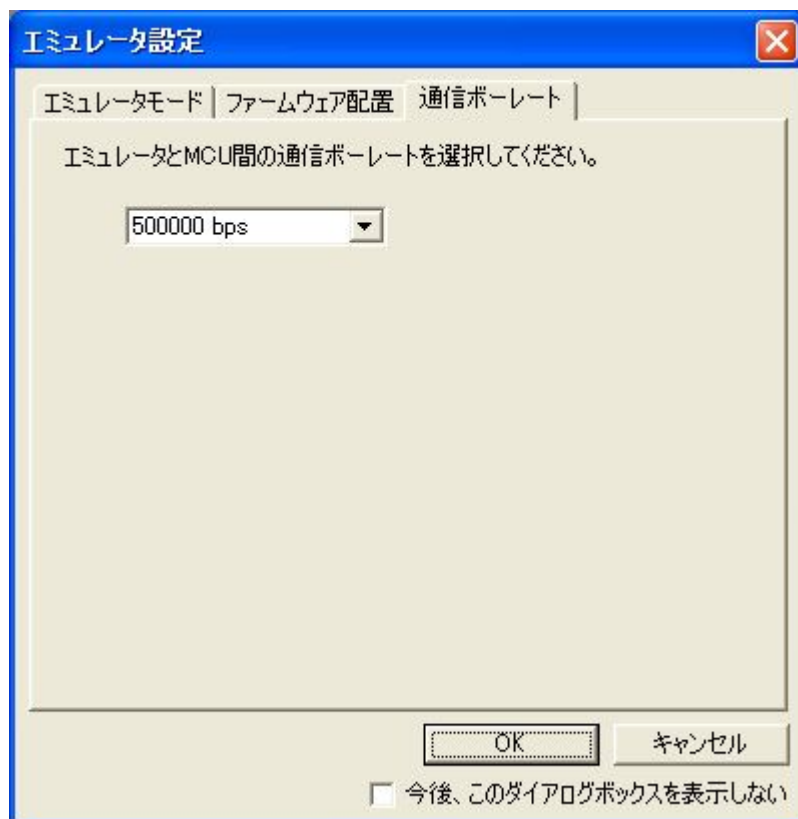 エミュレータ設定
エミュレータモード
ファームウェア配置
通信ボーレート
エミュレータとMCU間の通信ボーレートを選択してください。
500000 bps
OK
キャンセル
今後、このダイアログボックスを表示しない